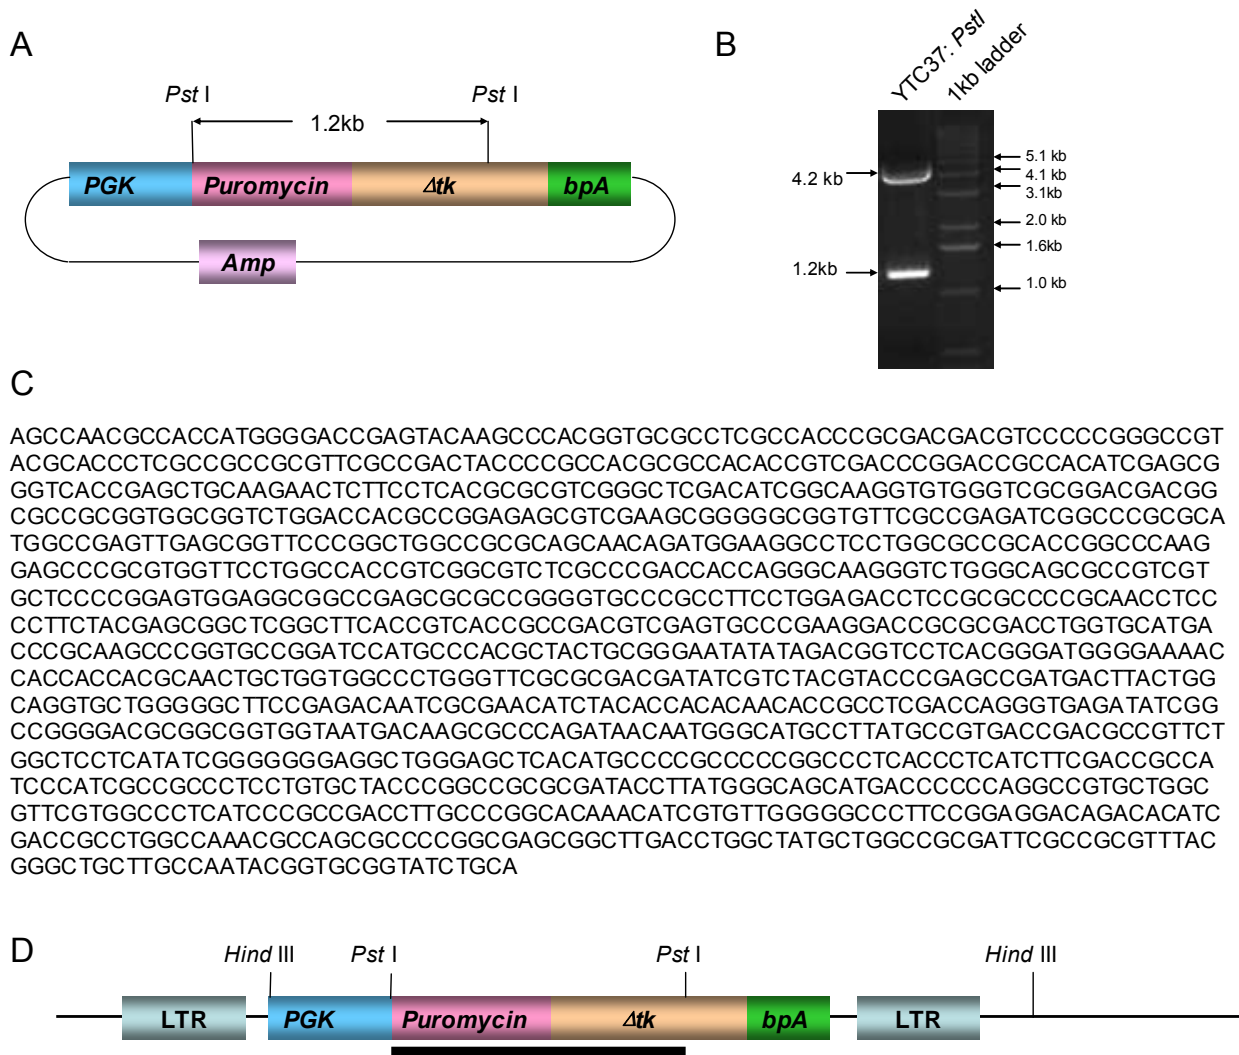 A
Pst I
Pst I
1.2kb
PGK
Puromycin
Δtk
bpA
Amp
B
YTC37: PstI
1kb ladder
5.1 kb
4.2 kb
4.1 kb
3.1kb
2.0 kb
1.6kb
1.2kb
1.0 kb
C
AGCCAACGCCACCATGGGGACCGAGTACAAGCCCACGGTGCGCCTCGCCACCCGCGACGACGTCCCCCGGGCCGT
ACGCACCCTCGCCGCCGCGTTCGCCGACTACCCCGCCACGCGCCACACCGTCGACCCGGACCGCCACATCGAGCG
GGTCACCGAGCTGCAAGAACTCTTCCTCACGCGCGTCGGGCTCGACATCGGCAAGGTGTGGGTCGCGGACGACGG
CGCCGCGGTGGCGGTCTGGACCACGCCGGAGAGCGTCGAAGCGGGGGCGGTGTTCGCCGAGATCGGCCCGCGCA
TGGCCGAGTTGAGCGGTTCCCGGCTGGCCGCGCAGCAACAGATGGAAGGCCTCCTGGCGCCGCACCGGCCCAAG
GAGCCCGCGTGGTTCCTGGCCACCGTCGGCGTCTCGCCCGACCACCAGGGCAAGGGTCTGGGCAGCGCCGTCGT
GCTCCCCGGAGTGGAGGCGGCCGAGCGCGCCGGGGTGCCCGCCTTCCTGGAGACCTCCGCGCCCCGCAACCTCC
CCTTCTACGAGCGGCTCGGCTTCACCGTCACCGCCGACGTCGAGTGCCCGAAGGACCGCGCGACCTGGTGCATGA
CCCGCAAGCCCGGTGCCGGATCCATGCCCACGCTACTGCGGGAATATATAGACGGTCCTCACGGGATGGGGAAAAC
CACCACCACGCAACTGCTGGTGGCCCTGGGTTCGCGCGACGATATCGTCTACGTACCCGAGCCGATGACTTACTGG
CAGGTGCTGGGGGCTTCCGAGACAATCGCGAACATCTACACCACACAACACCGCCTCGACCAGGGTGAGATATCGG
CCGGGGACGCGGCGGTGGTAATGACAAGCGCCCAGATAACAATGGGCATGCCTTATGCCGTGACCGACGCCGTTCT
GGCTCCTCATATCGGGGGGGAGGCTGGGAGCTCACATGCCCCGCCCCCGGCCCTCACCCTCATCTTCGACCGCCA
TCCCATCGCCGCCCTCCTGTGCTACCCGGCCGCGCGATACCTTATGGGCAGCATGACCCCCCAGGCCGTGCTGGC
GTTCGTGGCCCTCATCCCGCCGACCTTGCCCGGCACAAACATCGTGTTGGGGGCCCTTCCGGAGGACAGACACATC
GACCGCCTGGCCAAACGCCAGCGCCCCGGCGAGCGGCTTGACCTGGCTATGCTGGCCGCGATTCGCCGCGTTTAC
GGGCTGCTTGCCAATACGGTGCGGTATCTGCA
D
Hind III
Pst I
Pst I
Hind III
LTR
PGK
Puromycin
Δtk
bpA
LTR